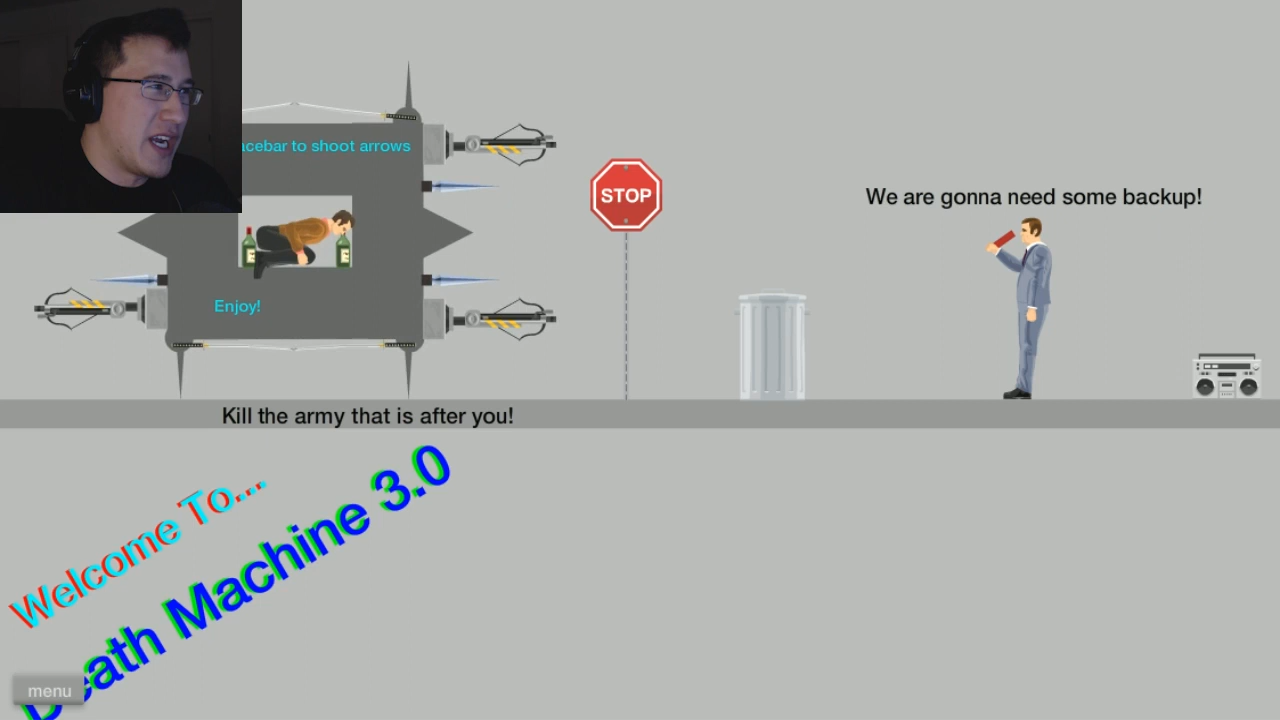 acebar to shoot arrows
STOP
We are gonna need some backup!
Enjoy!
Kill the army that is after you!
Welcome To...
Death Machine 3.0
menu